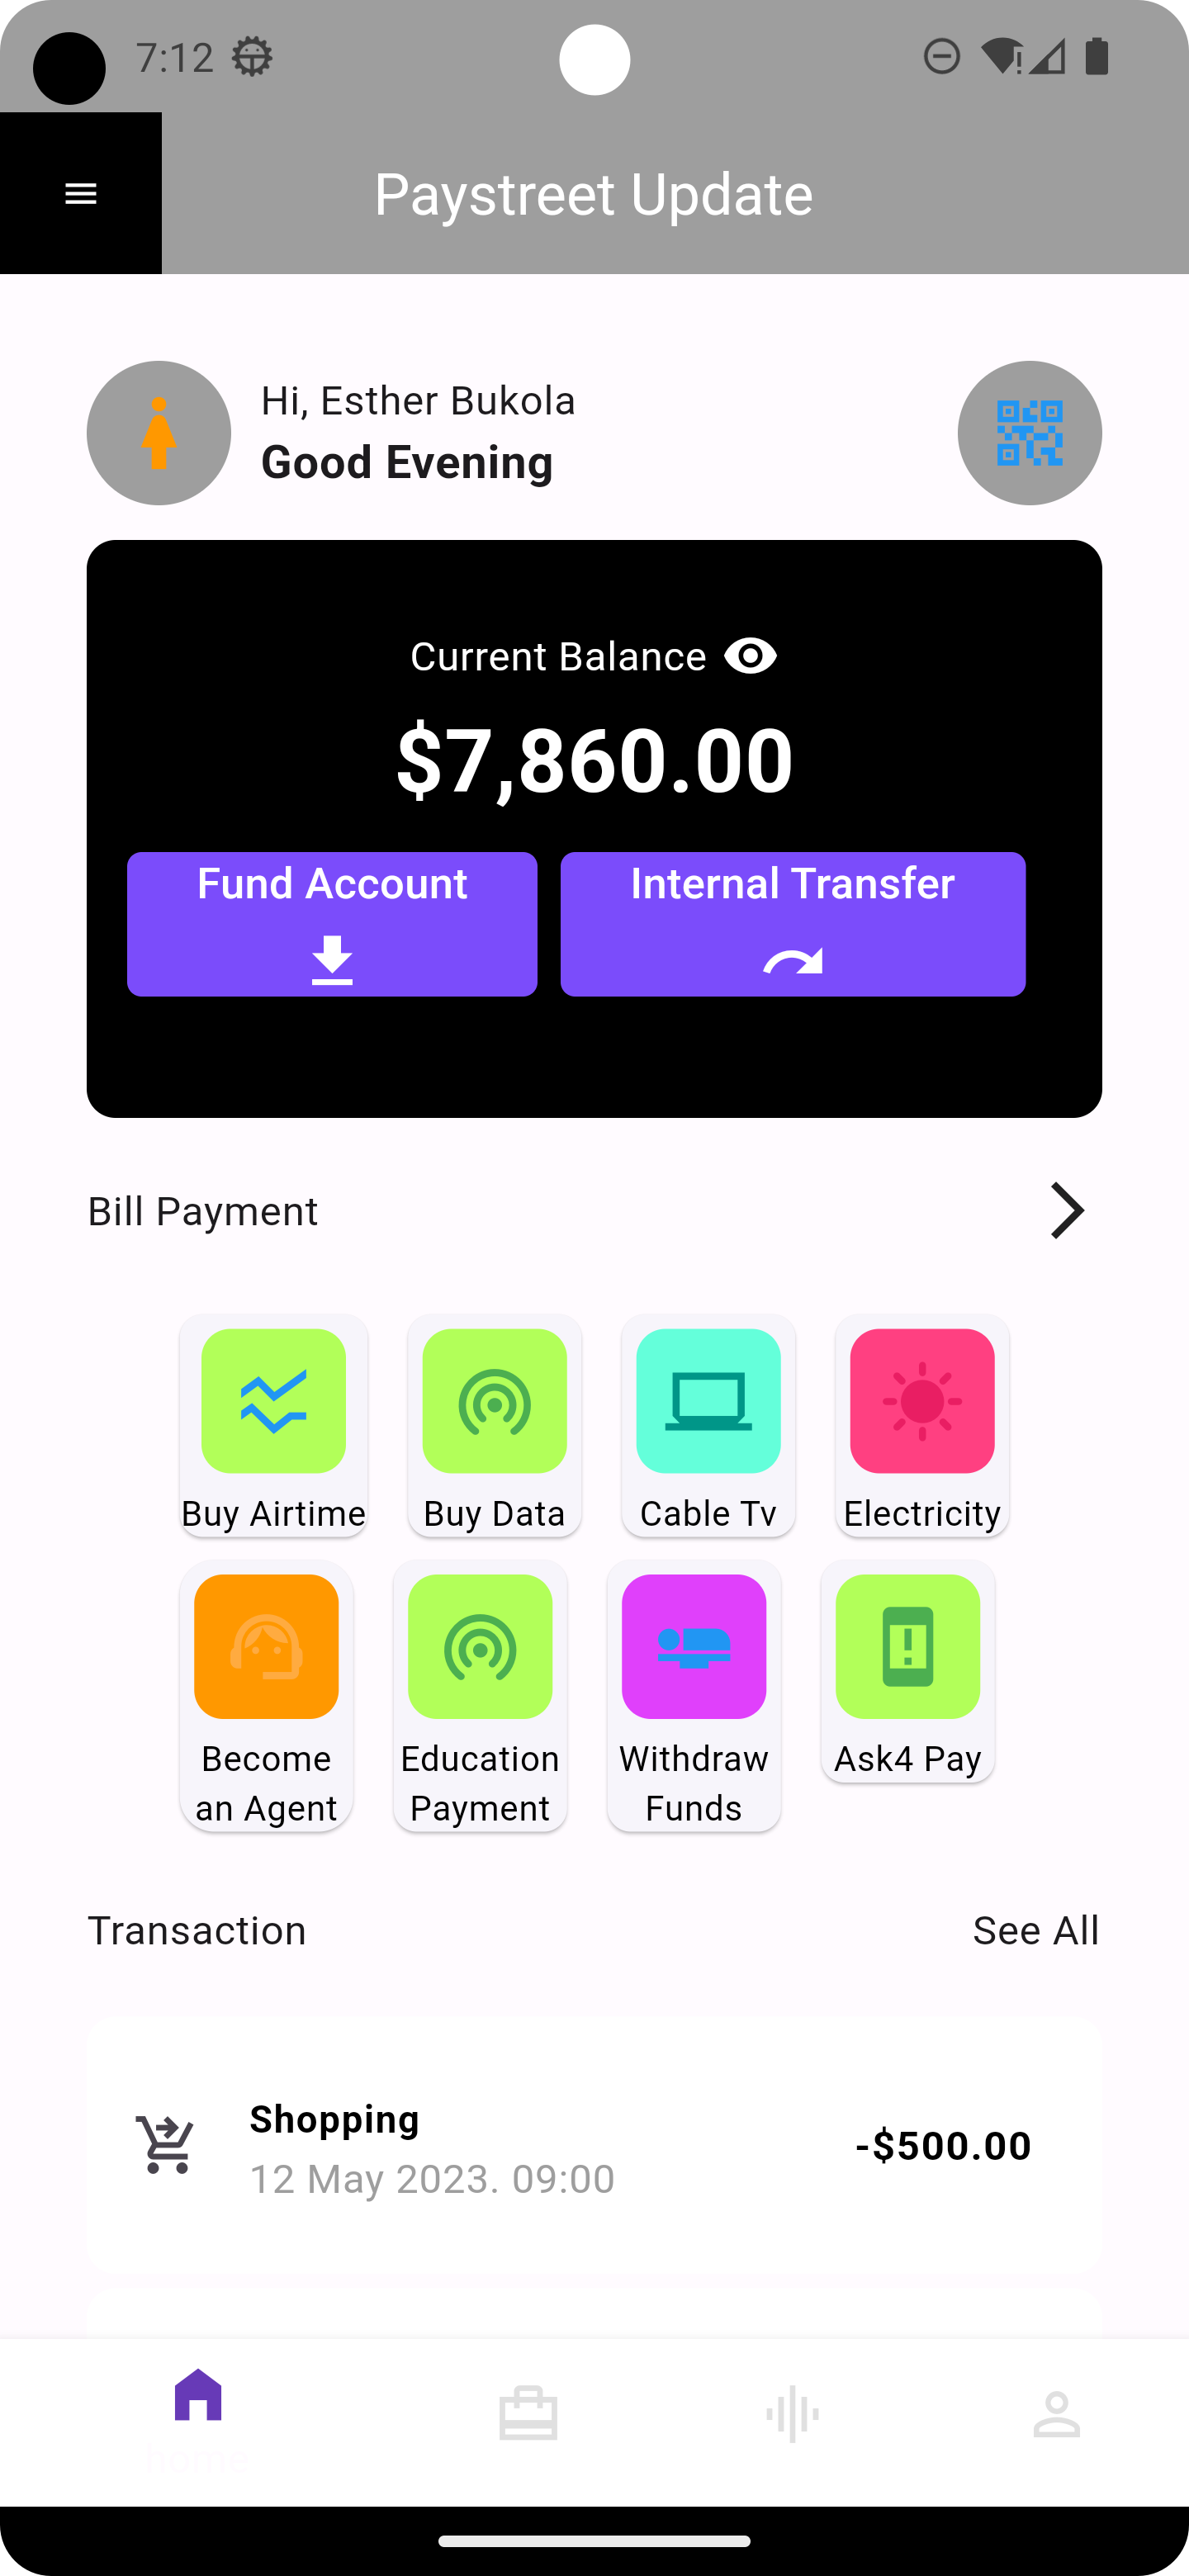 7:12
Paystreet Update
Hi, Esther Bukola
Good Evening
Current Balance
$7,860.00
Fund Account
Internal Transfer
Bill Payment
Buy Airtime
Buy Data
Cable Tv
Electricity
Become
an Agent
Education
Payment
Withdraw
Funds
Ask4 Pay
Transaction
See All
Shopping
12 May 2023. 09:00
-$500.00
home